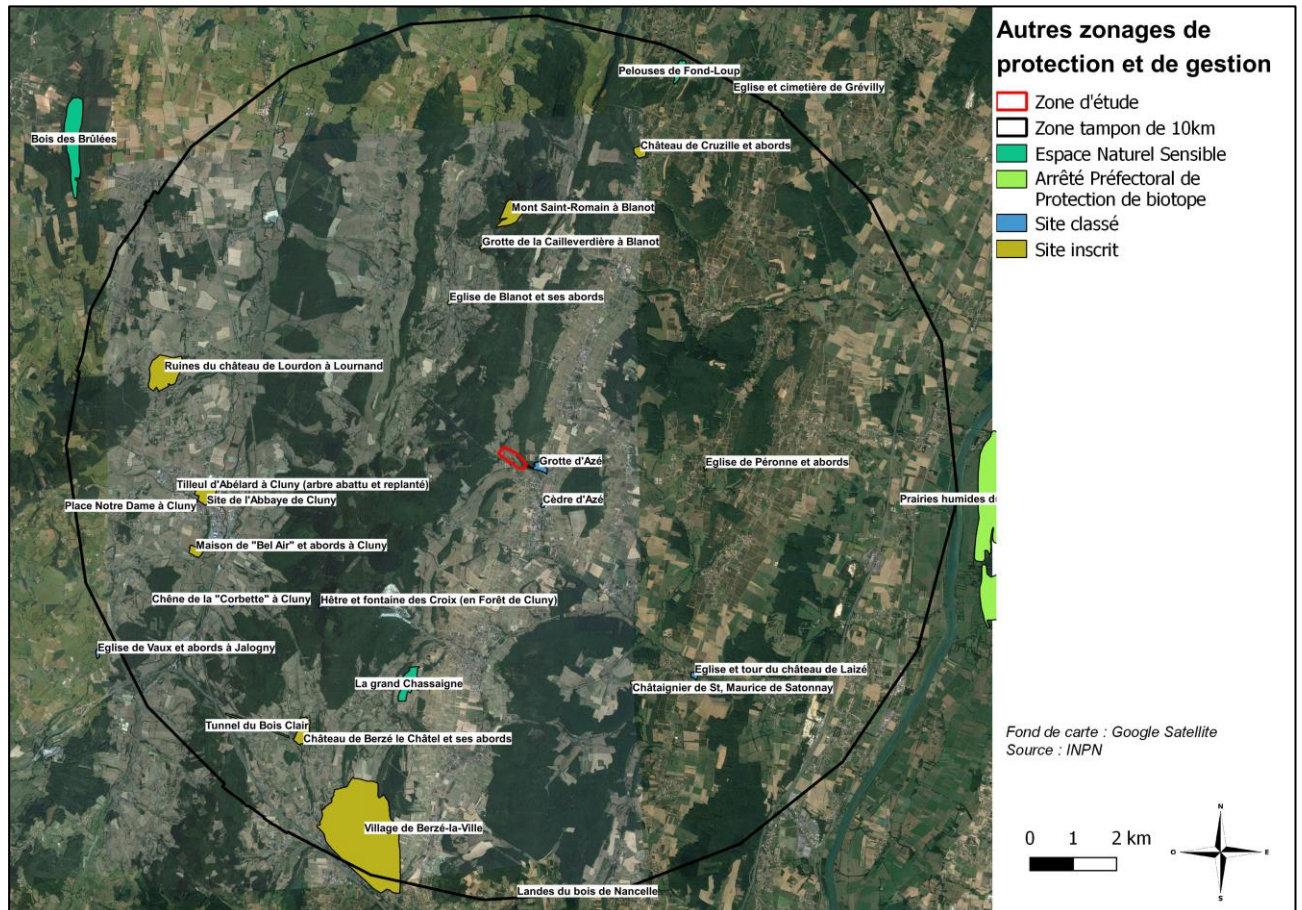 Autres zonages de
protection et de gestion
Zone d'étude
Zone tampon de 10km
Espace Naturel Sensible
Arrêté Préfectoral de
Protection de biotope
Site classé
Site inscrit
Pelouses de Fond-Loup
Eglise et cimetière de Grévilly
Bois des Brûlées
Château de Cruzille et abords
Mont Saint-Romain à Blanot
Grotte de la Cailleverdière à Blanot
Eglise de Blanot et ses abords
Ruines du château de Lourdon à Lournand
Grotte d'Azé
Eglise de Péronne et abords
Tilleul d'Abélard à Cluny (arbre abattu et replanté)
Site de l'Abbaye de Cluny
Place Notre Dame à Cluny
Cèdre d'Azé
Prairies humides du
Maison de "Bel Air" et abords à Cluny
Chêne de la "Corbette" à Cluny
Hêtre et fontaine des Croix (en Forêt de Cluny)
Eglise de Vaux et abords à Jalogny
Eglise et tour du château de Laizé
La grand Chassaigne
Châtaignier de St, Maurice de Satonnay
Tunnel du Bois Clair
Château de Berzé le Châtel et ses abords
Village de Berzé-la-Ville
Landes du bois de Nancelle
Fond de carte : Google Satellite
Source : INPN
0 1 2 km
N
O E
S